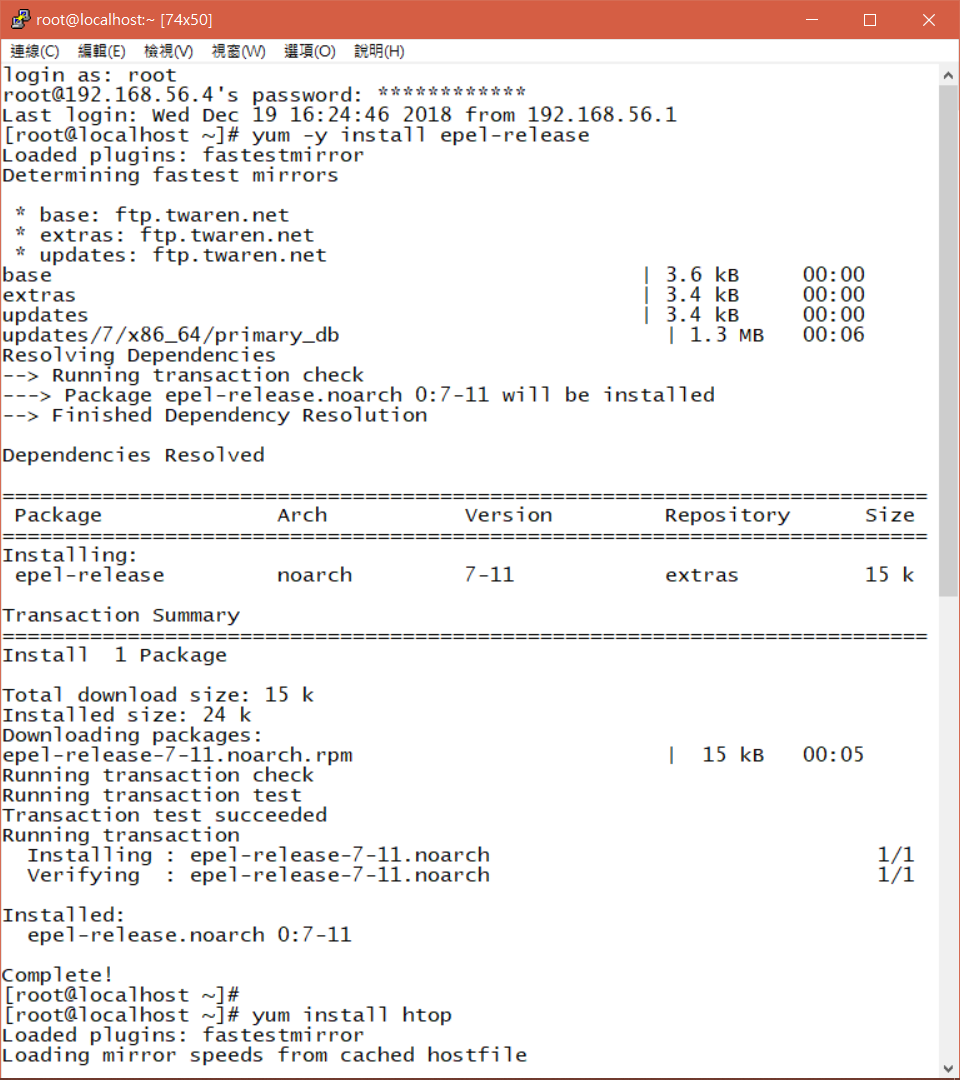 root@localhost:~ [74x50]
連線(C) 編輯(E) 檢視(V) 視窗(W) 選項(O) 說明(H)
login as: root
root@192.168.56.4's password: ************
Last login: Wed Dec 19 16:24:46 2018 from 192.168.56.1
[root@localhost ~]# yum -y install epel-release
Loaded plugins: fastestmirror
Determining fastest mirrors
 * base: ftp.twaren.net
 * extras: ftp.twaren.net
 * updates: ftp.twaren.net
base | 3.6 kB 00:00
extras | 3.4 kB 00:00
updates | 3.4 kB 00:00
updates/7/x86_64/primary_db | 1.3 MB 00:06
Resolving Dependencies
--> Running transaction check
---> Package epel-release.noarch 0:7-11 will be installed
--> Finished Dependency Resolution
Dependencies Resolved
==========================================================================
Package Arch Version Repository Size
==========================================================================
Installing:
epel-release noarch 7-11 extras 15 k
Transaction Summary
==========================================================================
Install 1 Package
Total download size: 15 k
Installed size: 24 k
Downloading packages:
epel-release-7-11.noarch.rpm | 15 kB 00:05
Running transaction check
Running transaction test
Transaction test succeeded
Running transaction
Installing : epel-release-7-11.noarch 1/1
Verifying : epel-release-7-11.noarch 1/1
Installed:
epel-release.noarch 0:7-11
Complete!
[root@localhost ~]#
[root@localhost ~]# yum install htop
Loaded plugins: fastestmirror
Loading mirror speeds from cached hostfile